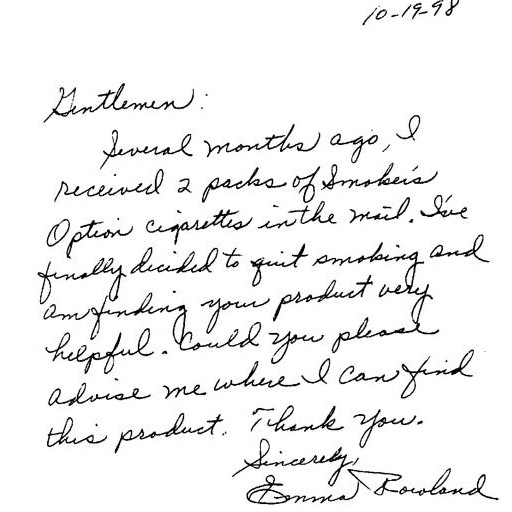 10-19-98
Gentlemen:
Several months ago, I
received 2 packs of Smoker's
Option cigarettes in the mail. I've
finally decided to quit smoking and
am finding your product very
helpful. Could you please
advise me where I can find
this product. Thank you.
Sincerely,
Emma Rowland